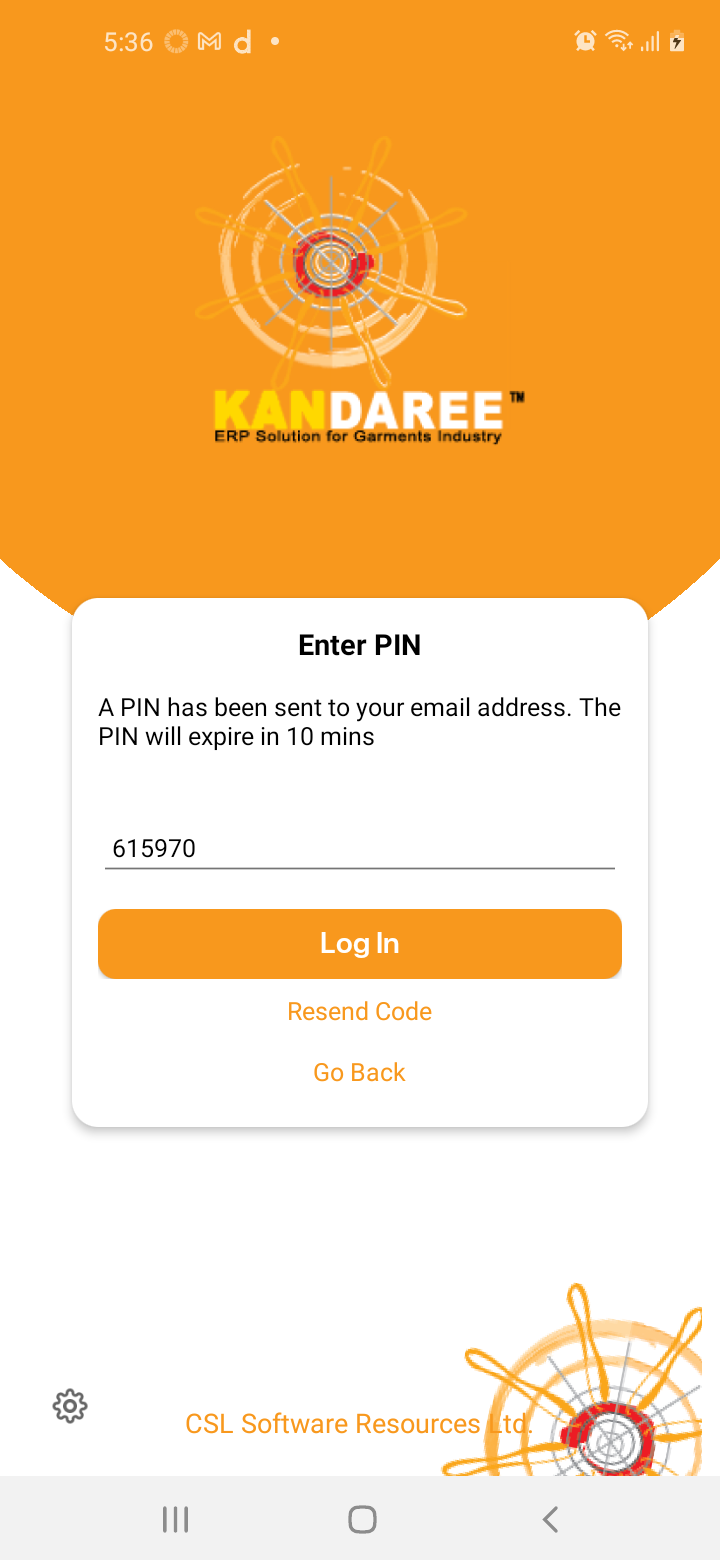 5:36
KANDAREE™
ERP Solution for Garments Industry
Enter PIN
A PIN has been sent to your email address. The
PIN will expire in 10 mins
615970
Log In
Resend Code
Go Back
CSL Software Resources Ltd.